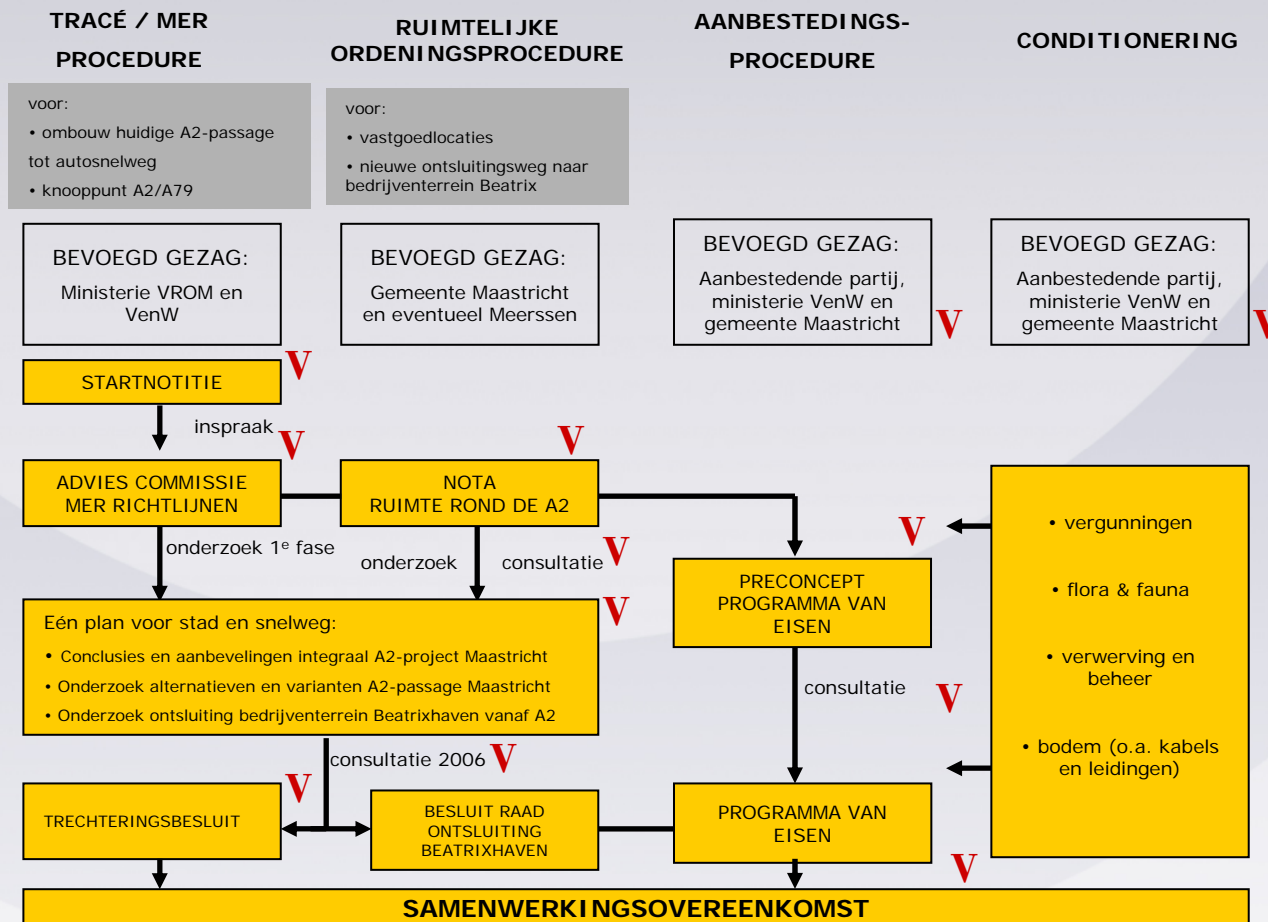 TRACÉ / MER
PROCEDURE
voor:
• ombouw huidige A2-passage
tot autosnelweg
• knooppunt A2/A79
RUIMTELIJKE
ORDENINGSPROCEDURE
voor:
• vastgoedlocaties
• nieuwe ontsluitingsweg naar
bedrijventerrein Beatrix
AANBESTEDINGS-
PROCEDURE
CONDITIONERING
BEVOEGD GEZAG:
Ministerie VROM en
VenW
BEVOEGD GEZAG:
Gemeente Maastricht
en eventueel Meerssen
BEVOEGD GEZAG:
Aanbestedende partij,
ministerie VenW en
gemeente Maastricht
V
BEVOEGD GEZAG:
Aanbestedende partij,
ministerie VenW en
gemeente Maastricht
V
STARTNOTITIE
V
inspraak
V
ADVIES COMMISSIE
MER RICHTLIJNEN
V
NOTA
RUIMTE ROND DE A2
onderzoek 1e fase
onderzoek
consultatie
V
V
Eén plan voor stad en snelweg:
• Conclusies en aanbevelingen integraal A2-project Maastricht
• Onderzoek alternatieven en varianten A2-passage Maastricht
• Onderzoek ontsluiting bedrijventerrein Beatrixhaven vanaf A2
V
PRECONCEPT
PROGRAMMA VAN
EISEN
consultatie
V
• vergunningen
• flora & fauna
• verwerving en
beheer
• bodem (o.a. kabels
en leidingen)
consultatie 2006
V
V
TRECHTERINGSBESLUIT
BESLUIT RAAD
ONTSLUITING
BEATRIXHAVEN
PROGRAMMA VAN
EISEN
V
SAMENWERKINGSOVEREENKOMST